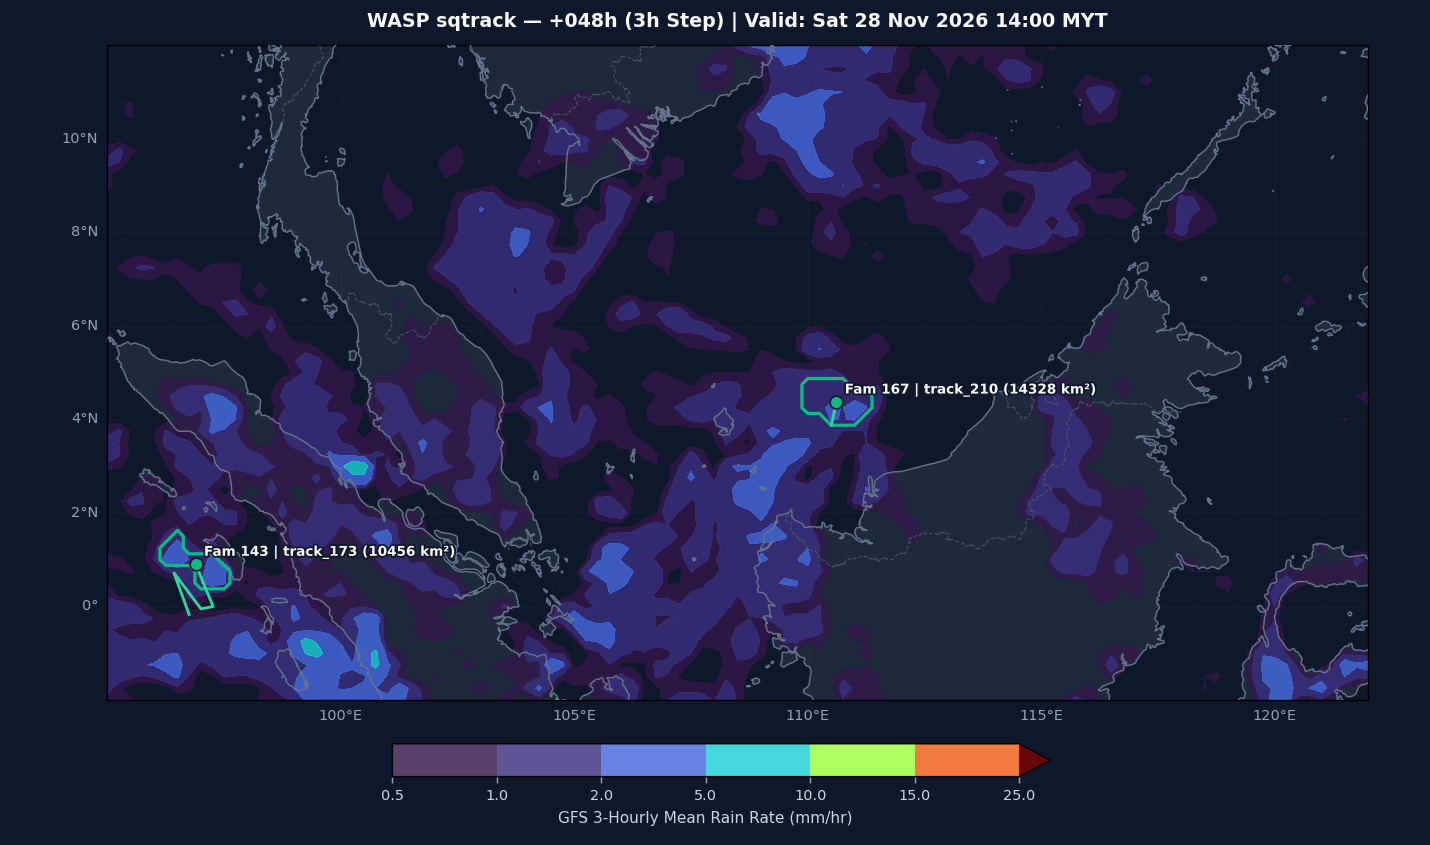 WASP sqtrack — +048h (3h Step) | Valid: Sat 28 Nov 2026 14:00 MYT
10°N
8°N
6°N
4°N
2°N
0°
Fam 167 | track_210 (14328 km²)
Fam 143 | track_173 (10456 km²)
100°E
105°E
110°E
115°E
120°E
0.5
1.0
2.0
5.0
10.0
15.0
25.0
GFS 3-Hourly Mean Rain Rate (mm/hr)